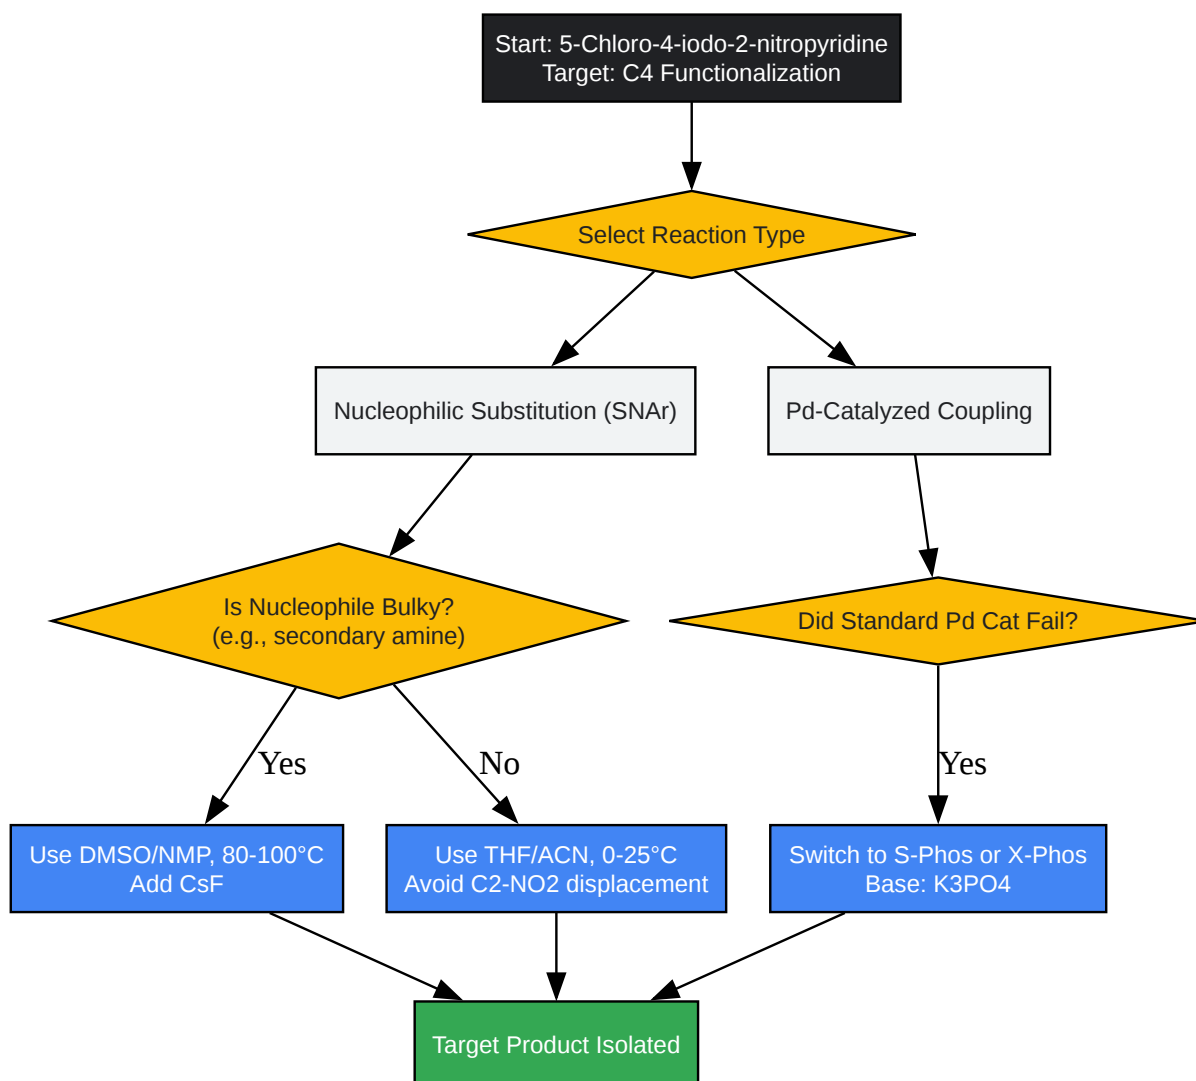 Start: 5-Chloro-4-iodo-2-nitropyridine
Target: C4 Functionalization
Select Reaction Type
Nucleophilic Substitution (SNAr)
Pd-Catalyzed Coupling
Is Nucleophile Bulky?
(e.g., secondary amine)
Did Standard Pd Cat Fail?
Yes
No
Yes
Use DMSO/NMP, 80-100°C
Add CsF
Use THF/ACN, 0-25°C
Avoid C2-NO2 displacement
Switch to S-Phos or X-Phos
Base: K3PO4
Target Product Isolated